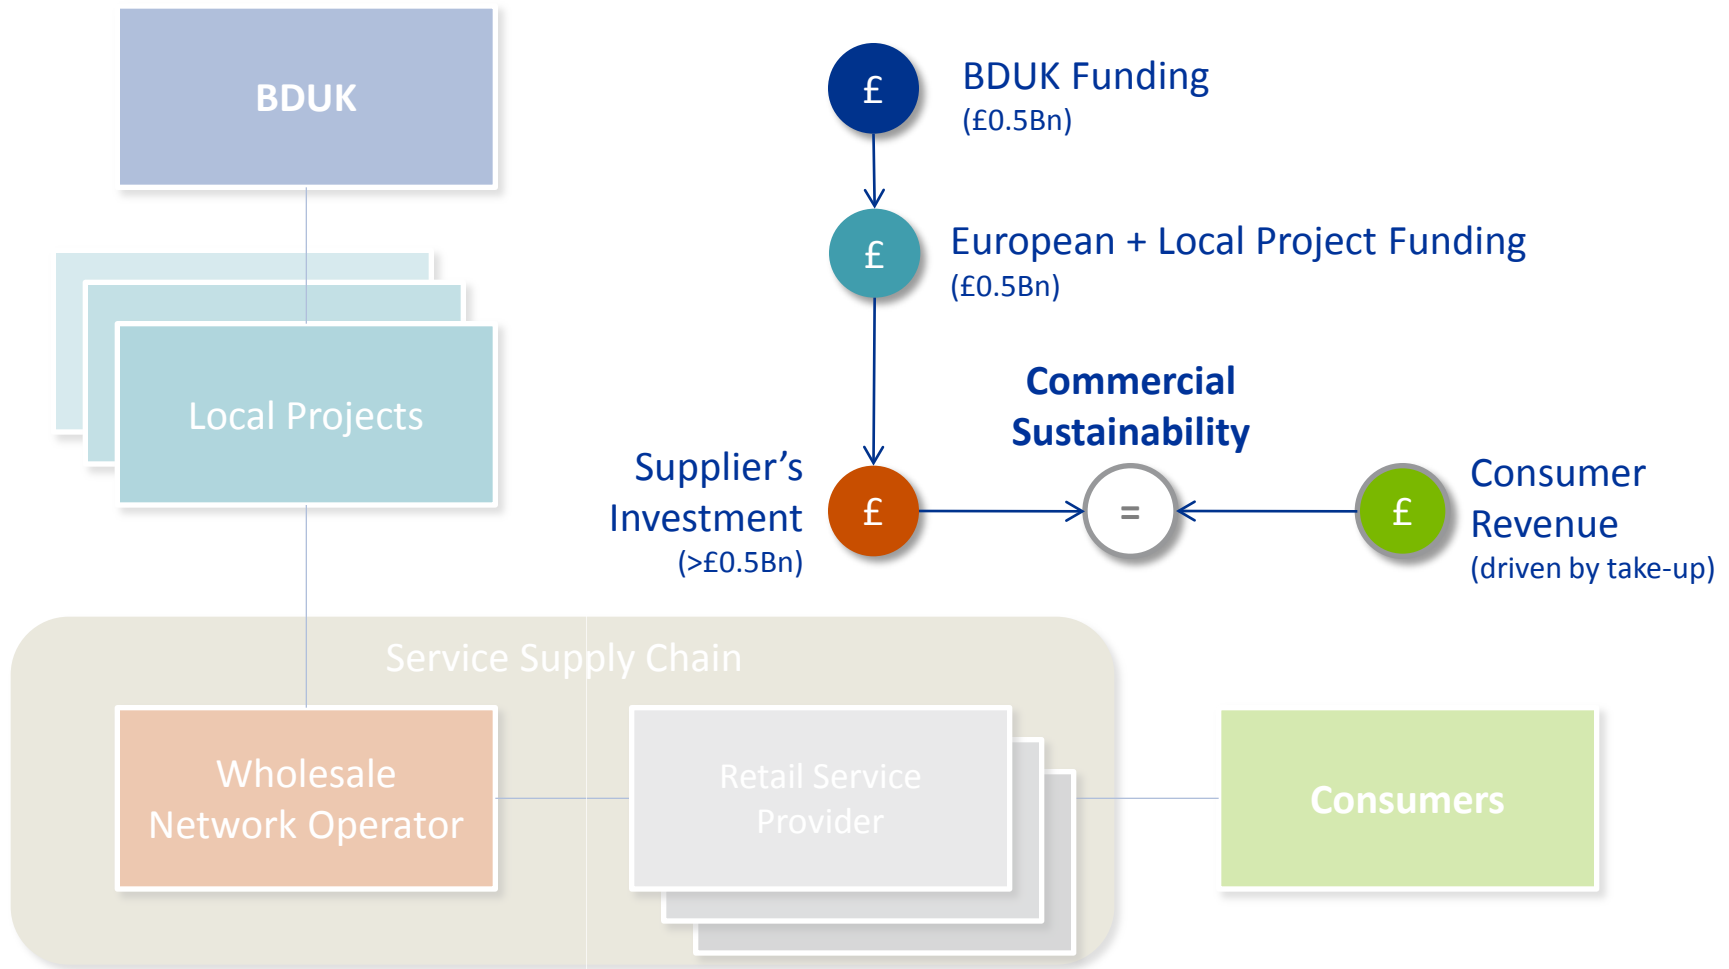 BDUK
£
BDUK Funding
(£0.5Bn)
£
European + Local Project Funding
(£0.5Bn)
Local Projects
Commercial
Sustainability
Supplier’s
Investment
(>£0.5Bn)
£
=
£
Consumer
Revenue
(driven by take-up)
Service Supply Chain
Wholesale
Network Operator
Retail Service
Provider
Consumers